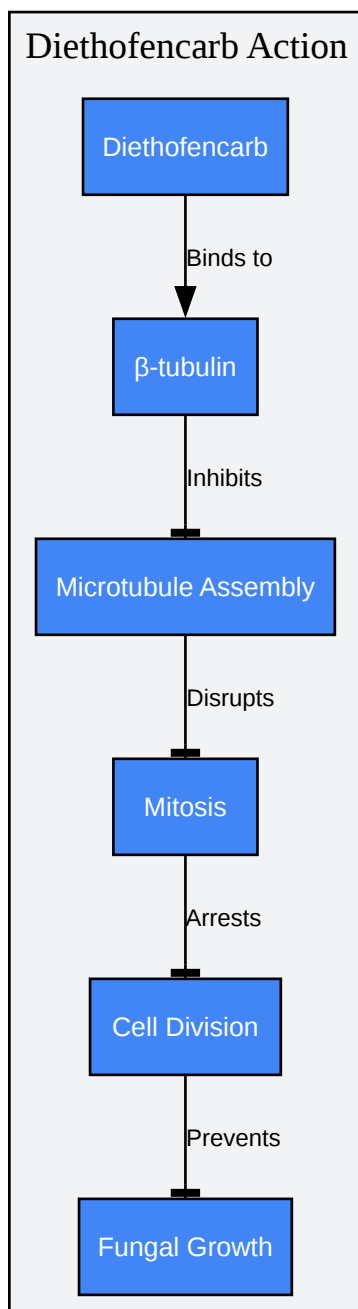 Diethofencarb Action
Diethofencarb
Binds to
β-tubulin
Inhibits
Microtubule Assembly
Disrupts
Mitosis
Arrests
Cell Division
Prevents
Fungal Growth